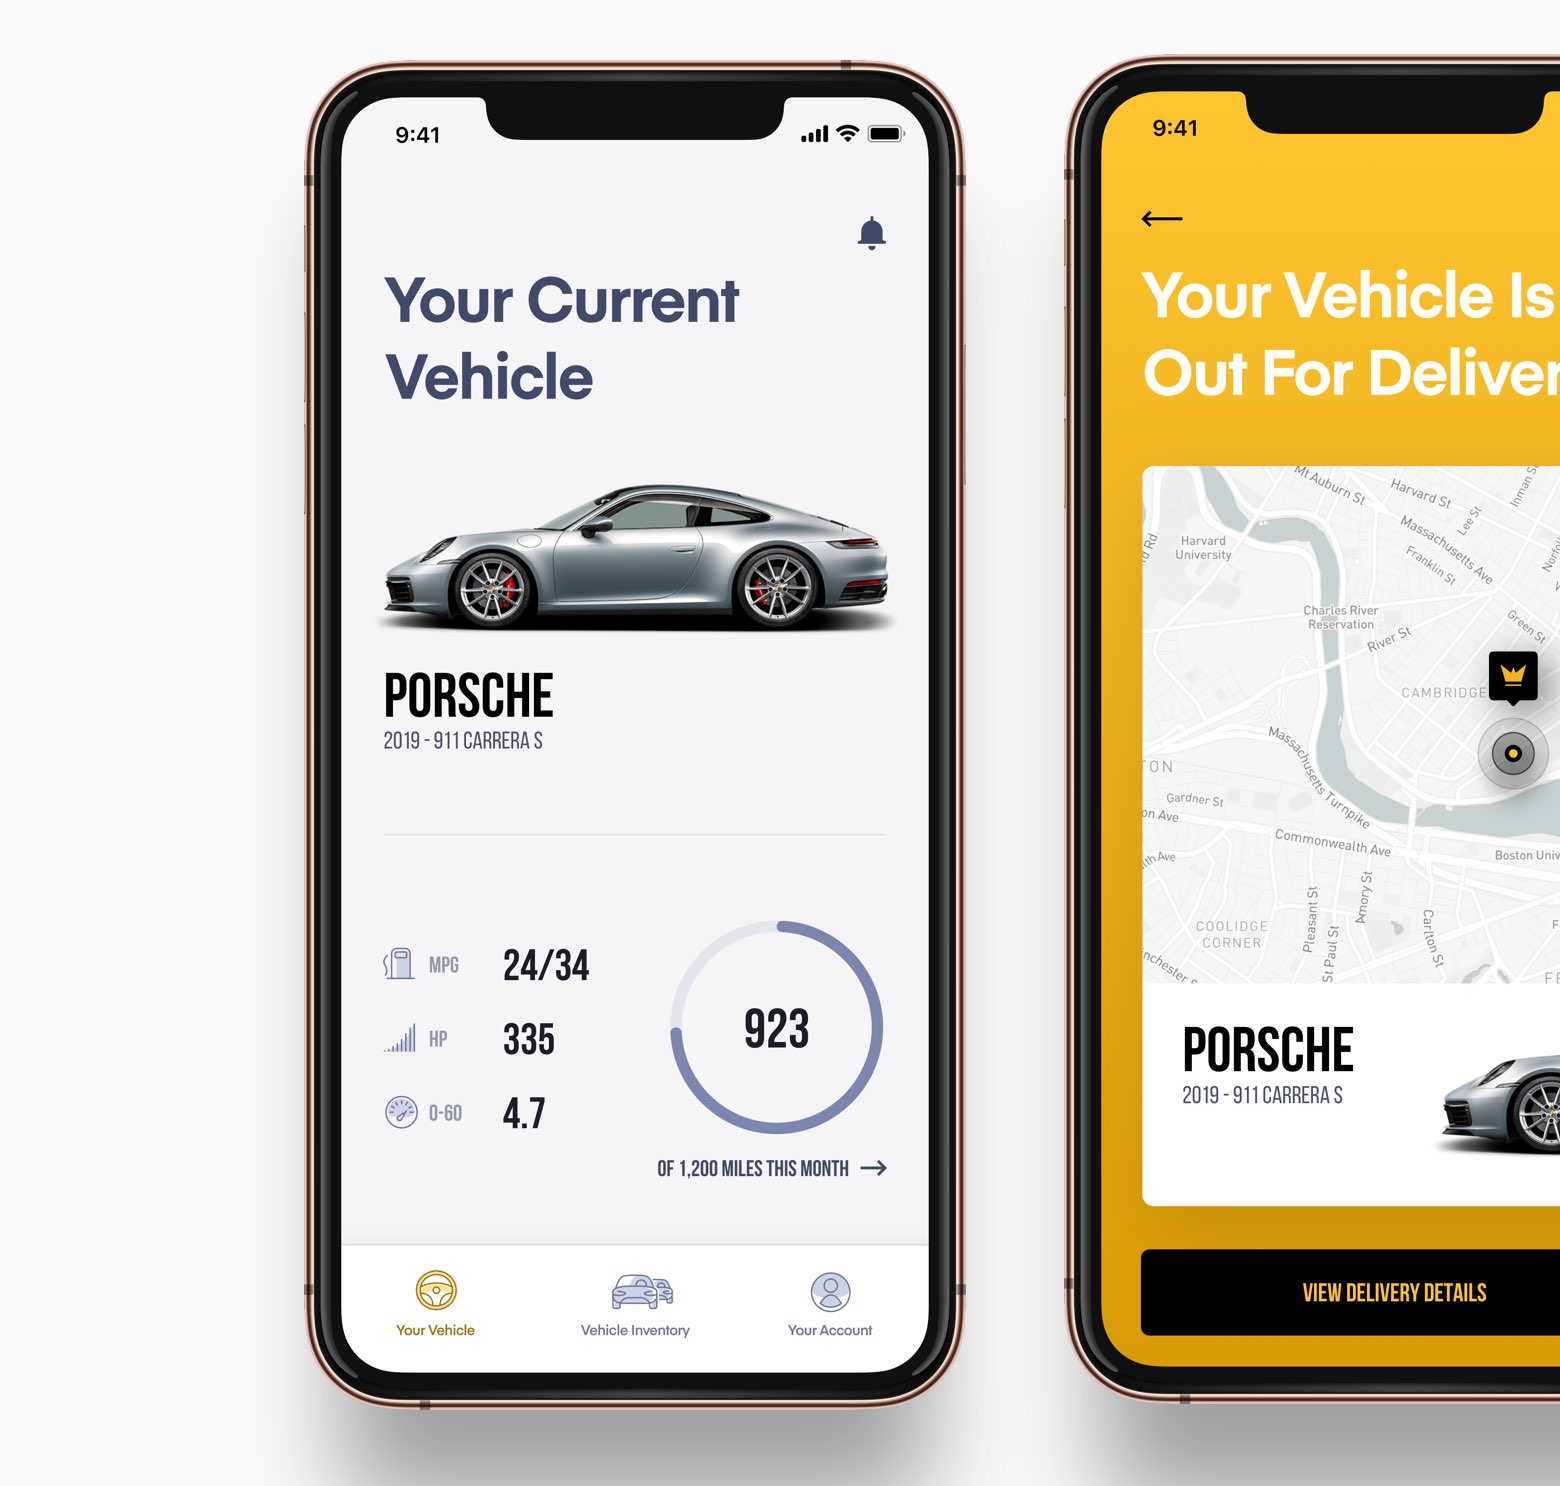 9:41
Your Current
Vehicle
PORSCHE
2019 - 911 CARRERA S
MPG 24/34
HP 335
0-60 4.7
923
OF 1,200 MILES THIS MONTH
Your Vehicle
Vehicle Inventory
Your Account
9:41
Your Vehicle Is
Out For Deliver
Mt Auburn St
Harvard St
Inman
Lee St
Massachusetts Ave
Franklin St
Harvard
University
Rd
Charles River
Reservation
Green St
River St
CAMBRIDGE
Massachusetts Turnpike
TON
Gardner St
on Ave
Commonwealth Ave
Boston Univ
Pleasant St
St Paul St
Amory St
Carlton St
COOLIDGE
CORNER
inchester
PORSCHE
2019 - 911 CARRERA S
VIEW DELIVERY DETAILS